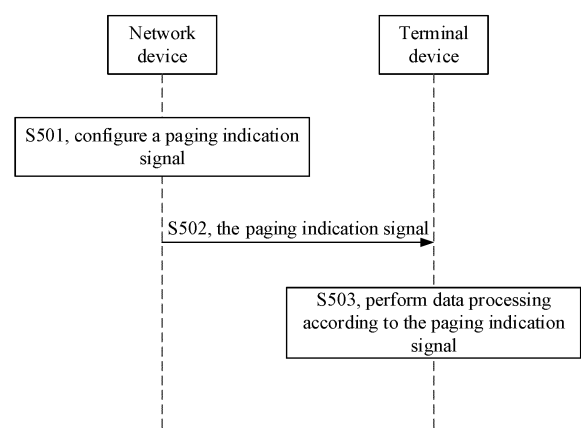 Network
device
Terminal
device
S501, configure a paging indication
signal
S502, the paging indication signal
S503, perform data processing
according to the paging indication
signal